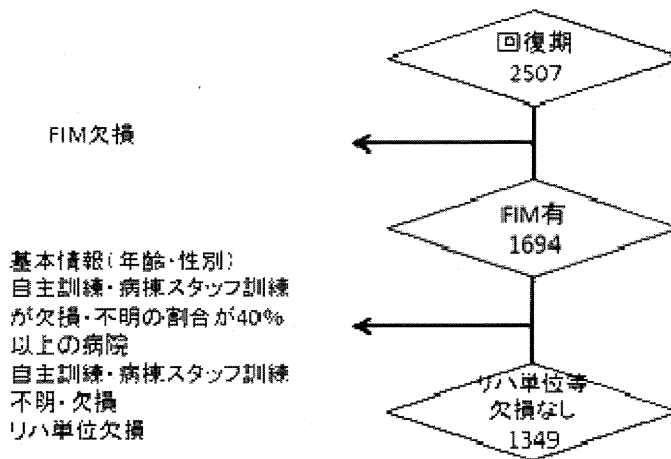 回復期
2507
FIM欠損
FIM有
1694
基本情報(年齢・性別)
自主訓練・病棟スタッフ訓練
が欠損・不明の割合が40%
以上の病院
自主訓練・病棟スタッフ訓練
不明・欠損
リハ単位欠損
リハ単位等
欠損なし
1349